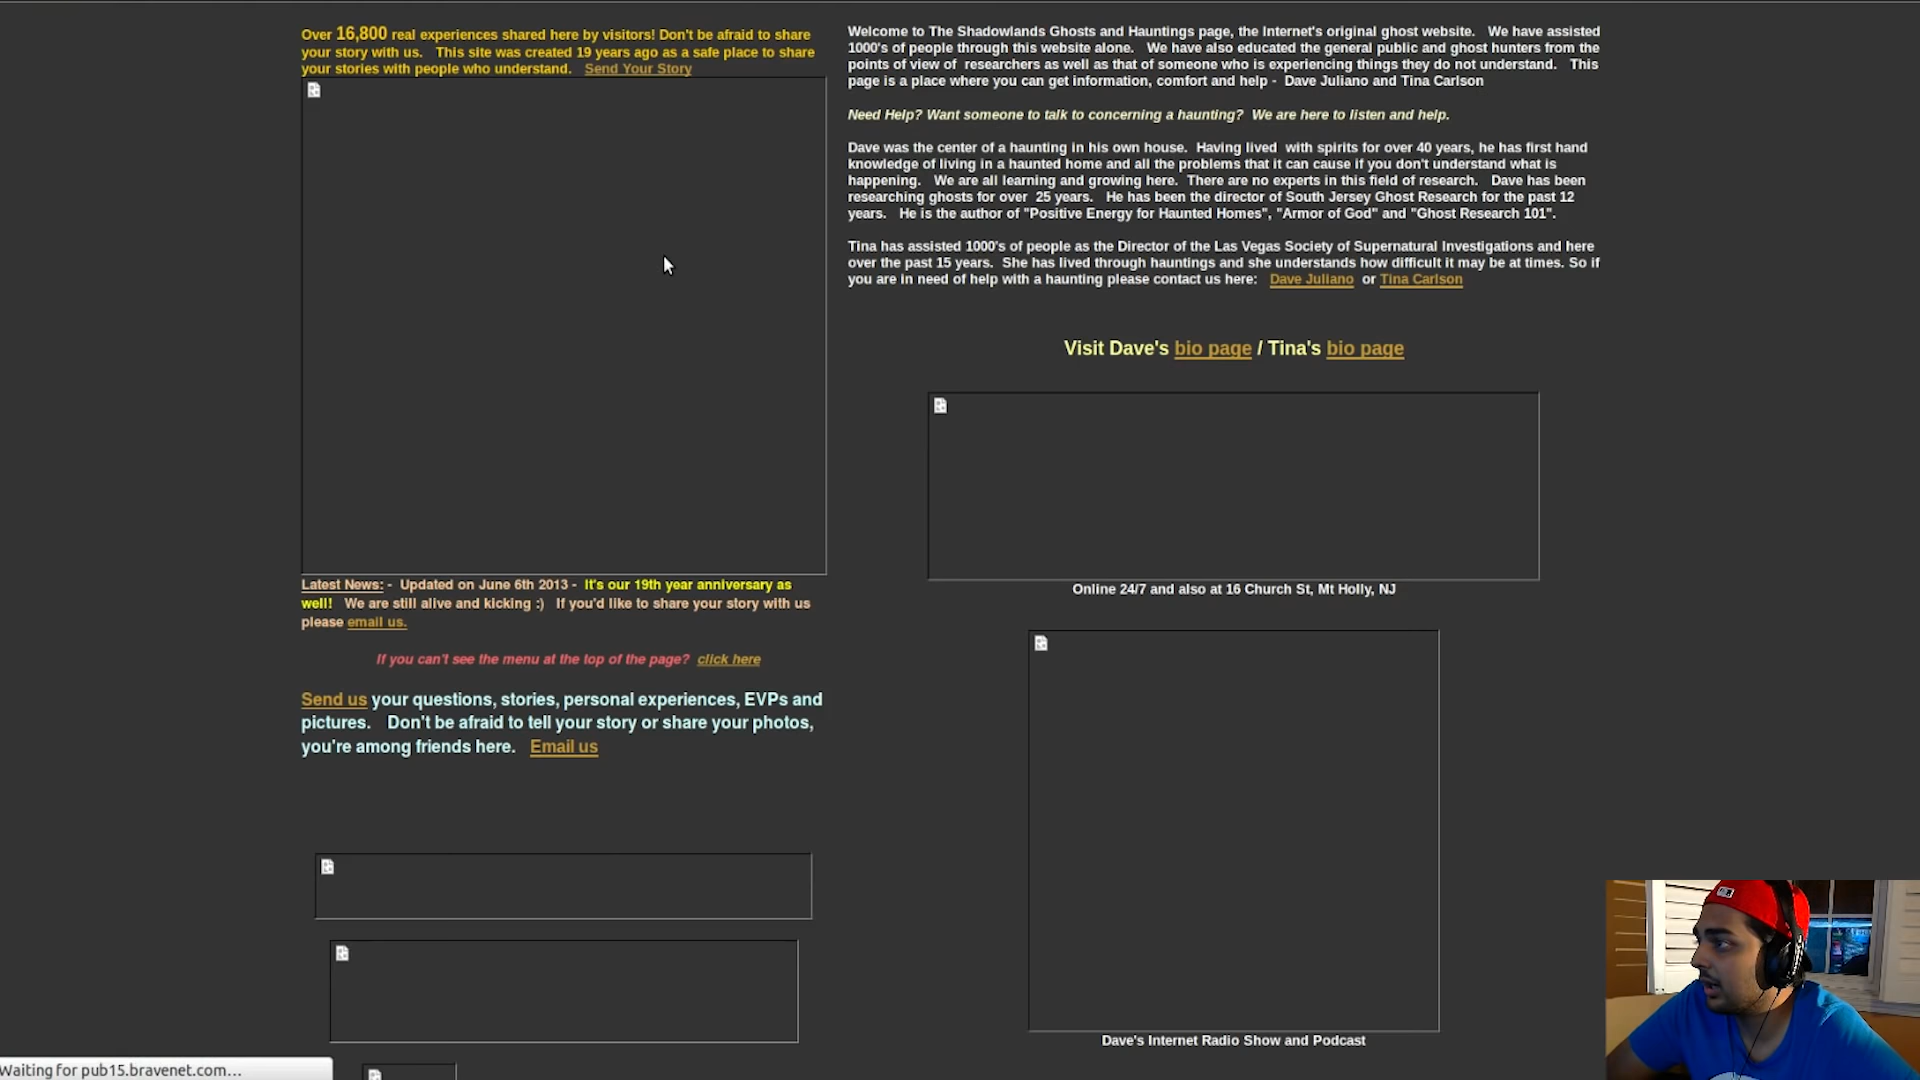 Over 16,800 real experiences shared here by visitors! Don't be afraid to share
your story with us. This site was created 19 years ago as a safe place to share
your stories with people who understand. Send Your Story
Latest News: - Updated on June 6th 2013 - It's our 19th year anniversary as
well! We are still alive and kicking :) If you'd like to share your story with us
please email us.
If you can't see the menu at the top of the page? click here
Send us your questions, stories, personal experiences, EVPs and
pictures. Don't be afraid to tell your story or share your photos,
you're among friends here. Email us
Welcome to The Shadowlands Ghosts and Hauntings page, the Internet's original ghost website. We have assisted
1000's of people through this website alone. We have also educated the general public and ghost hunters from the
points of view of researchers as well as that of someone who is experiencing things they do not understand. This
page is a place where you can get information, comfort and help - Dave Juliano and Tina Carlson
Need Help? Want someone to talk to concerning a haunting? We are here to listen and help.
Dave was the center of a haunting in his own house. Having lived with spirits for over 40 years, he has first hand
knowledge of living in a haunted home and all the problems that it can cause if you don't understand what is
happening. We are all learning and growing here. There are no experts in this field of research. Dave has been
researching ghosts for over 25 years. He has been the director of South Jersey Ghost Research for the past 12
years. He is the author of "Positive Energy for Haunted Homes", "Armor of God" and "Ghost Research 101".
Tina has assisted 1000's of people as the Director of the Las Vegas Society of Supernatural Investigations and here
over the past 15 years. She has lived through hauntings and she understands how difficult it may be at times. So if
you are in need of help with a haunting please contact us here: Dave Juliano or Tina Carlson
Visit Dave's bio page / Tina's bio page
Online 24/7 and also at 16 Church St, Mt Holly, NJ
Dave's Internet Radio Show and Podcast
Waiting for pub15.bravenet.com...